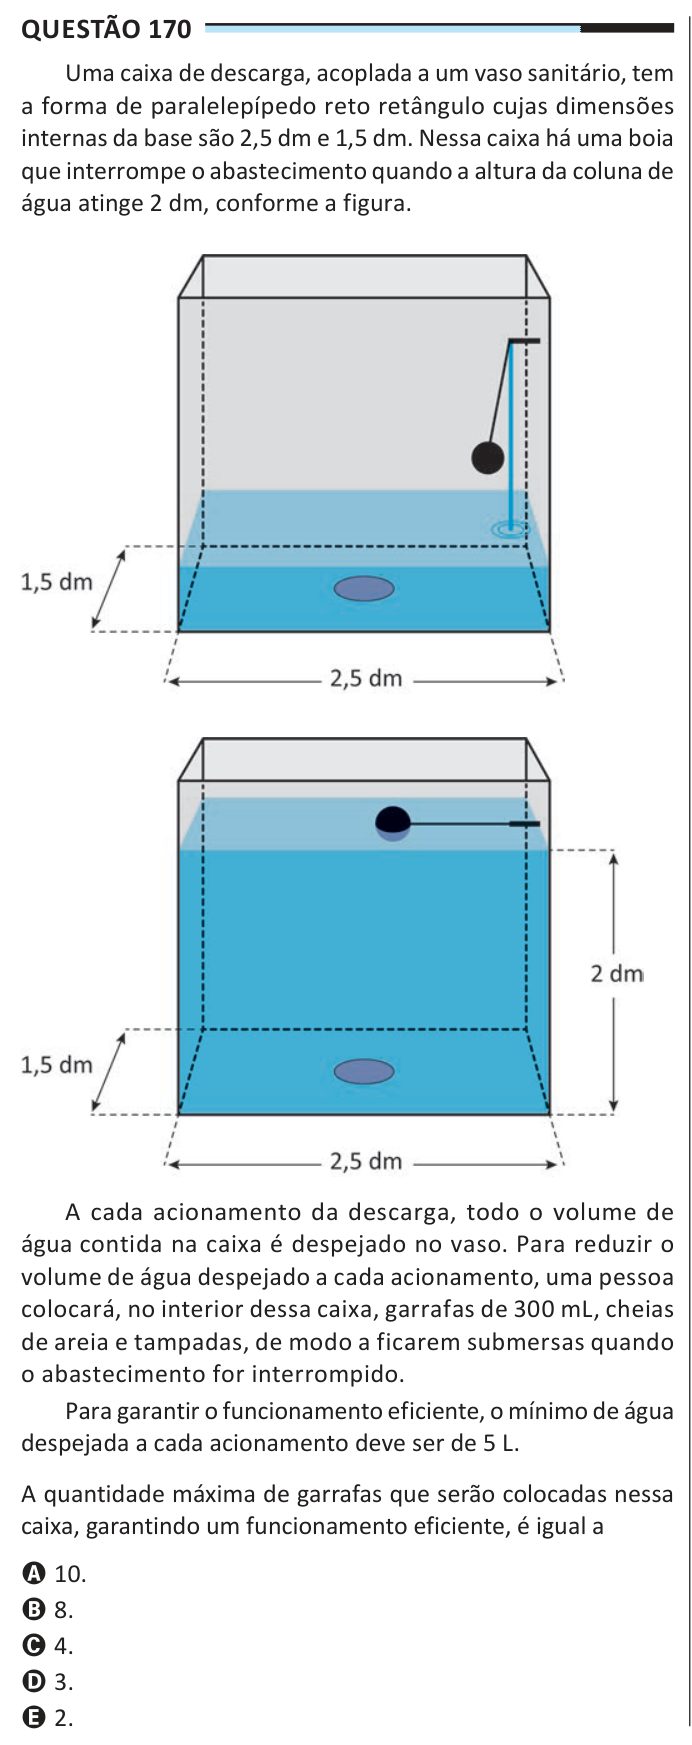 QUESTÃO 170
Uma caixa de descarga, acoplada a um vaso sanitário, tem
a forma de paralelepípedo reto retângulo cujas dimensões
internas da base são 2,5 dm e 1,5 dm. Nessa caixa há uma boia
que interrompe o abastecimento quando a altura da coluna de
água atinge 2 dm, conforme a figura.
1,5 dm
2,5 dm
2 dm
1,5 dm
2,5 dm
A cada acionamento da descarga, todo o volume de
água contida na caixa é despejado no vaso. Para reduzir o
volume de água despejado a cada acionamento, uma pessoa
colocará, no interior dessa caixa, garrafas de 300 mL, cheias
de areia e tampadas, de modo a ficarem submersas quando
o abastecimento for interrompido.
Para garantir o funcionamento eficiente, o mínimo de água
despejada a cada acionamento deve ser de 5 L.
A quantidade máxima de garrafas que serão colocadas nessa
caixa, garantindo um funcionamento eficiente, é igual a
A 10.
B 8.
C 4.
D 3.
E 2.